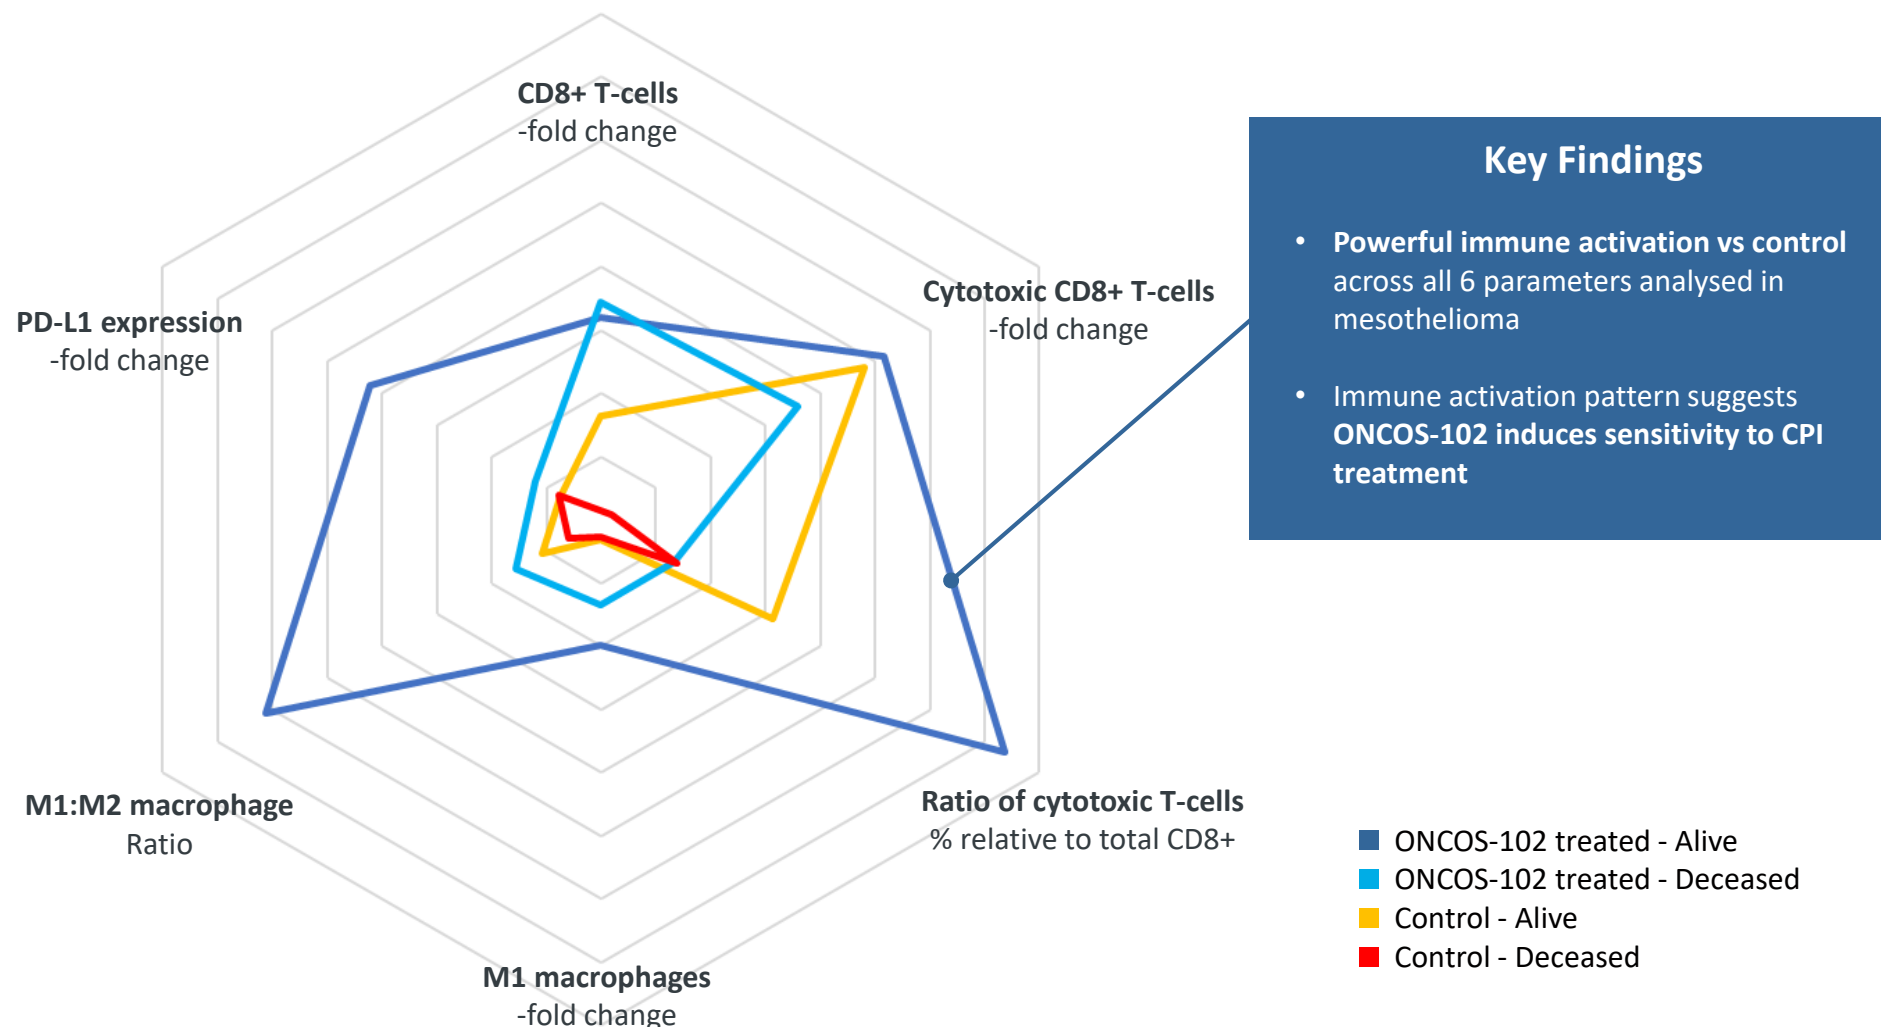 CD8+ T-cells
-fold change
Cytotoxic CD8+ T-cells
-fold change
PD-L1 expression
-fold change
M1:M2 macrophage
Ratio
Ratio of cytotoxic T-cells
% relative to total CD8+
M1 macrophages
-fold change
Key Findings
• Powerful immune activation vs control
across all 6 parameters analysed in
mesothelioma
• Immune activation pattern suggests
ONCOS-102 induces sensitivity to CPI
treatment
ONCOS-102 treated - Alive
ONCOS-102 treated - Deceased
Control - Alive
Control - Deceased